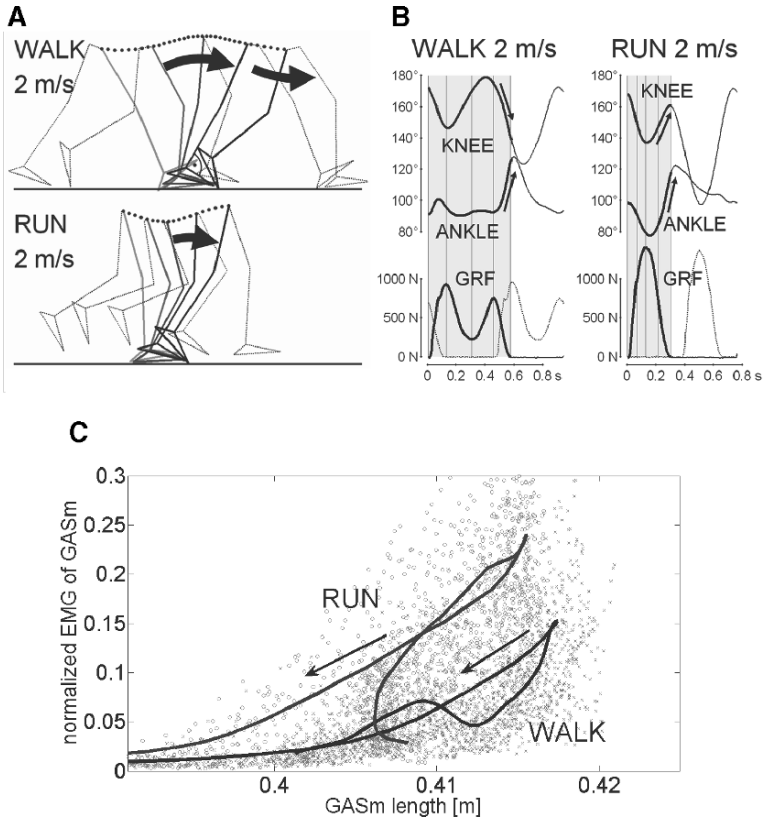 A
WALK
2 m/s
RUN
2 m/s
B
WALK 2 m/s
RUN 2 m/s
180°
160°
140°
120°
100°
80°
KNEE
ANKLE
1000 N
500 N
0 N
GRF
0 0.2 0.4 0.6 0.8 s
180°
160°
140°
120°
100°
80°
KNEE
ANKLE
1000 N
500 N
0 N
GRF
0 0.2 0.4 0.6 0.8 s
C
normalized EMG of GASm
0.3
0.25
0.2
0.15
0.1
0.05
0
RUN
WALK
0.4 0.41 0.42
GASm length [m]